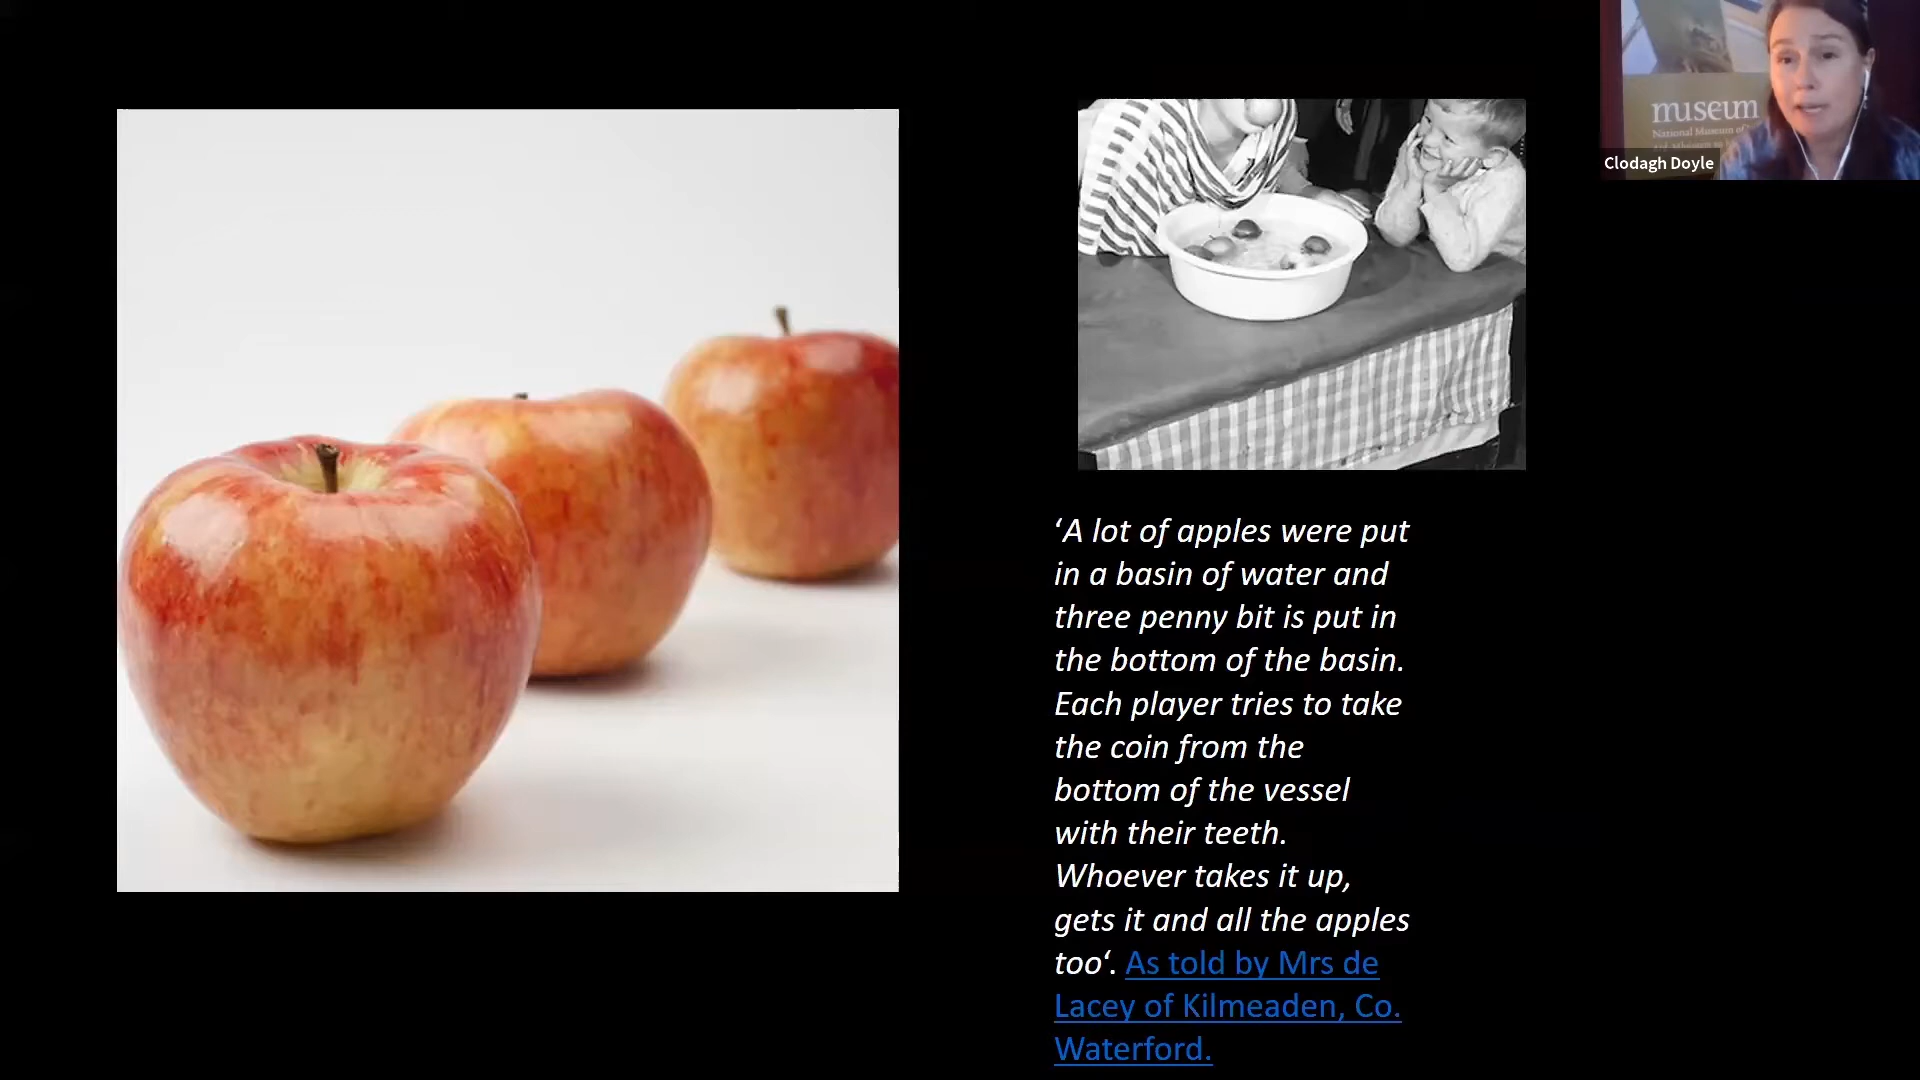 museum
National Museum of
Clodagh Doyle
‘A lot of apples were put
in a basin of water and
three penny bit is put in
the bottom of the basin.
Each player tries to take
the coin from the
bottom of the vessel
with their teeth.
Whoever takes it up,
gets it and all the apples
too‘. As told by Mrs de
Lacey of Kilmeaden, Co.
Waterford.